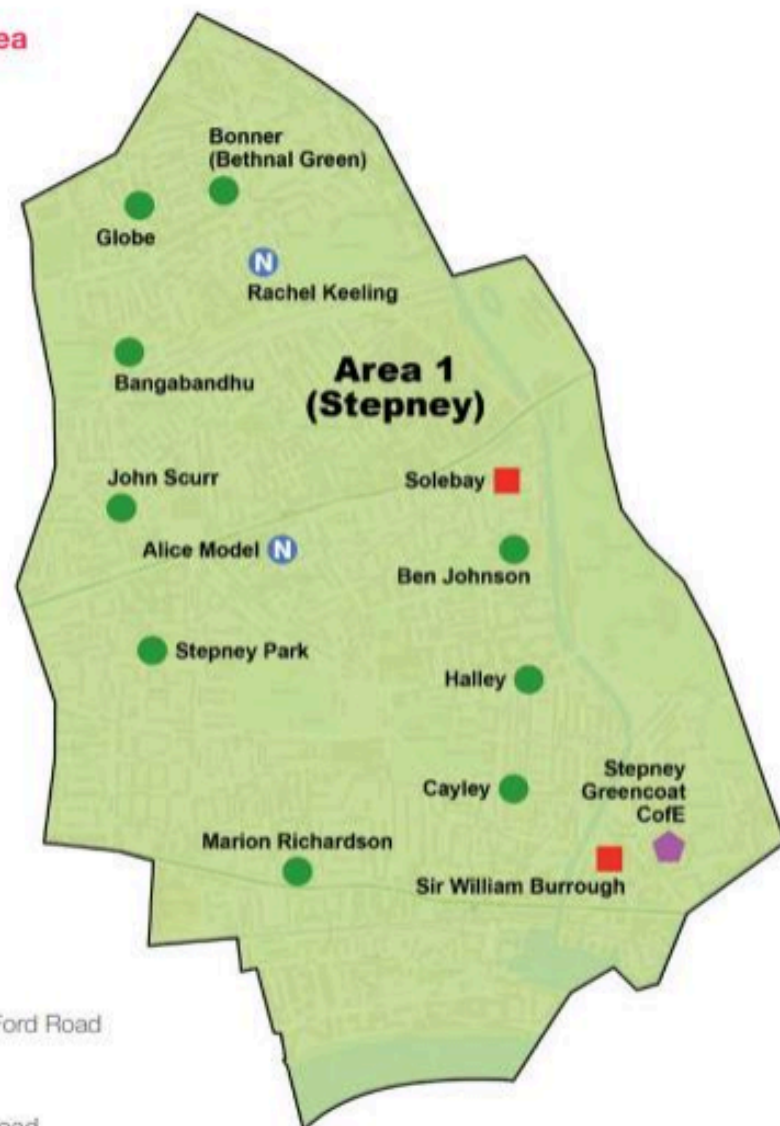 ea
Bonner
(Bethnal Green)
Globe
N
Rachel Keeling
Bangabandhu
Area 1
(Stepney)
John Scurr
Solebay
Alice Model N
Ben Johnson
Stepney Park
Halley
Stepney
Greencoat
CofE
Cayley
Marion Richardson
Sir William Burrough
Ford Road
oad